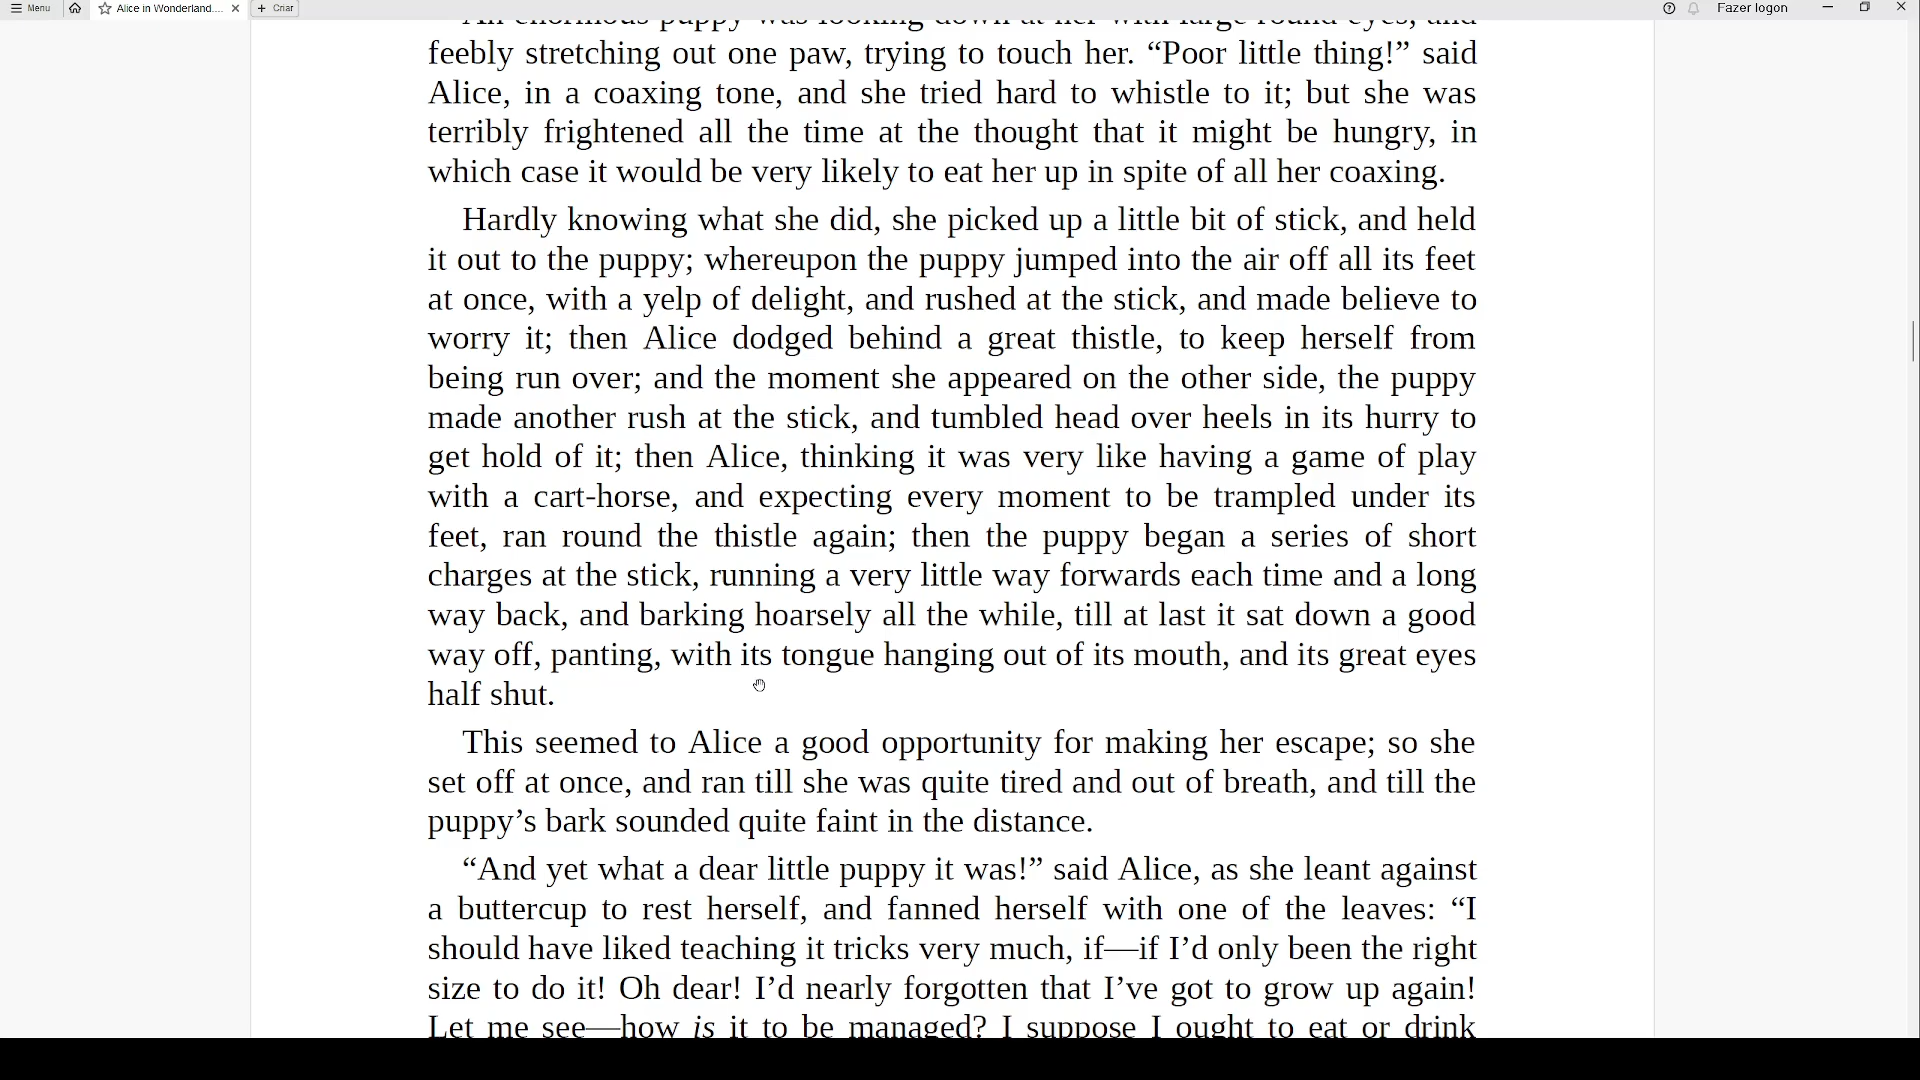 Menu
Alice in Wonderland....
Criar
Fazer logon
An enormous puppy was looking down at her with large round eyes, and
feebly stretching out one paw, trying to touch her. “Poor little thing!” said
Alice, in a coaxing tone, and she tried hard to whistle to it; but she was
terribly frightened all the time at the thought that it might be hungry, in
which case it would be very likely to eat her up in spite of all her coaxing.
Hardly knowing what she did, she picked up a little bit of stick, and held
it out to the puppy; whereupon the puppy jumped into the air off all its feet
at once, with a yelp of delight, and rushed at the stick, and made believe to
worry it; then Alice dodged behind a great thistle, to keep herself from
being run over; and the moment she appeared on the other side, the puppy
made another rush at the stick, and tumbled head over heels in its hurry to
get hold of it; then Alice, thinking it was very like having a game of play
with a cart-horse, and expecting every moment to be trampled under its
feet, ran round the thistle again; then the puppy began a series of short
charges at the stick, running a very little way forwards each time and a long
way back, and barking hoarsely all the while, till at last it sat down a good
way off, panting, with its tongue hanging out of its mouth, and its great eyes
half shut.
This seemed to Alice a good opportunity for making her escape; so she
set off at once, and ran till she was quite tired and out of breath, and till the
puppy’s bark sounded quite faint in the distance.
“And yet what a dear little puppy it was!” said Alice, as she leant against
a buttercup to rest herself, and fanned herself with one of the leaves: “I
should have liked teaching it tricks very much, if—if I’d only been the right
size to do it! Oh dear! I’d nearly forgotten that I’ve got to grow up again!
Let me see—how is it to be managed? I suppose I ought to eat or drink